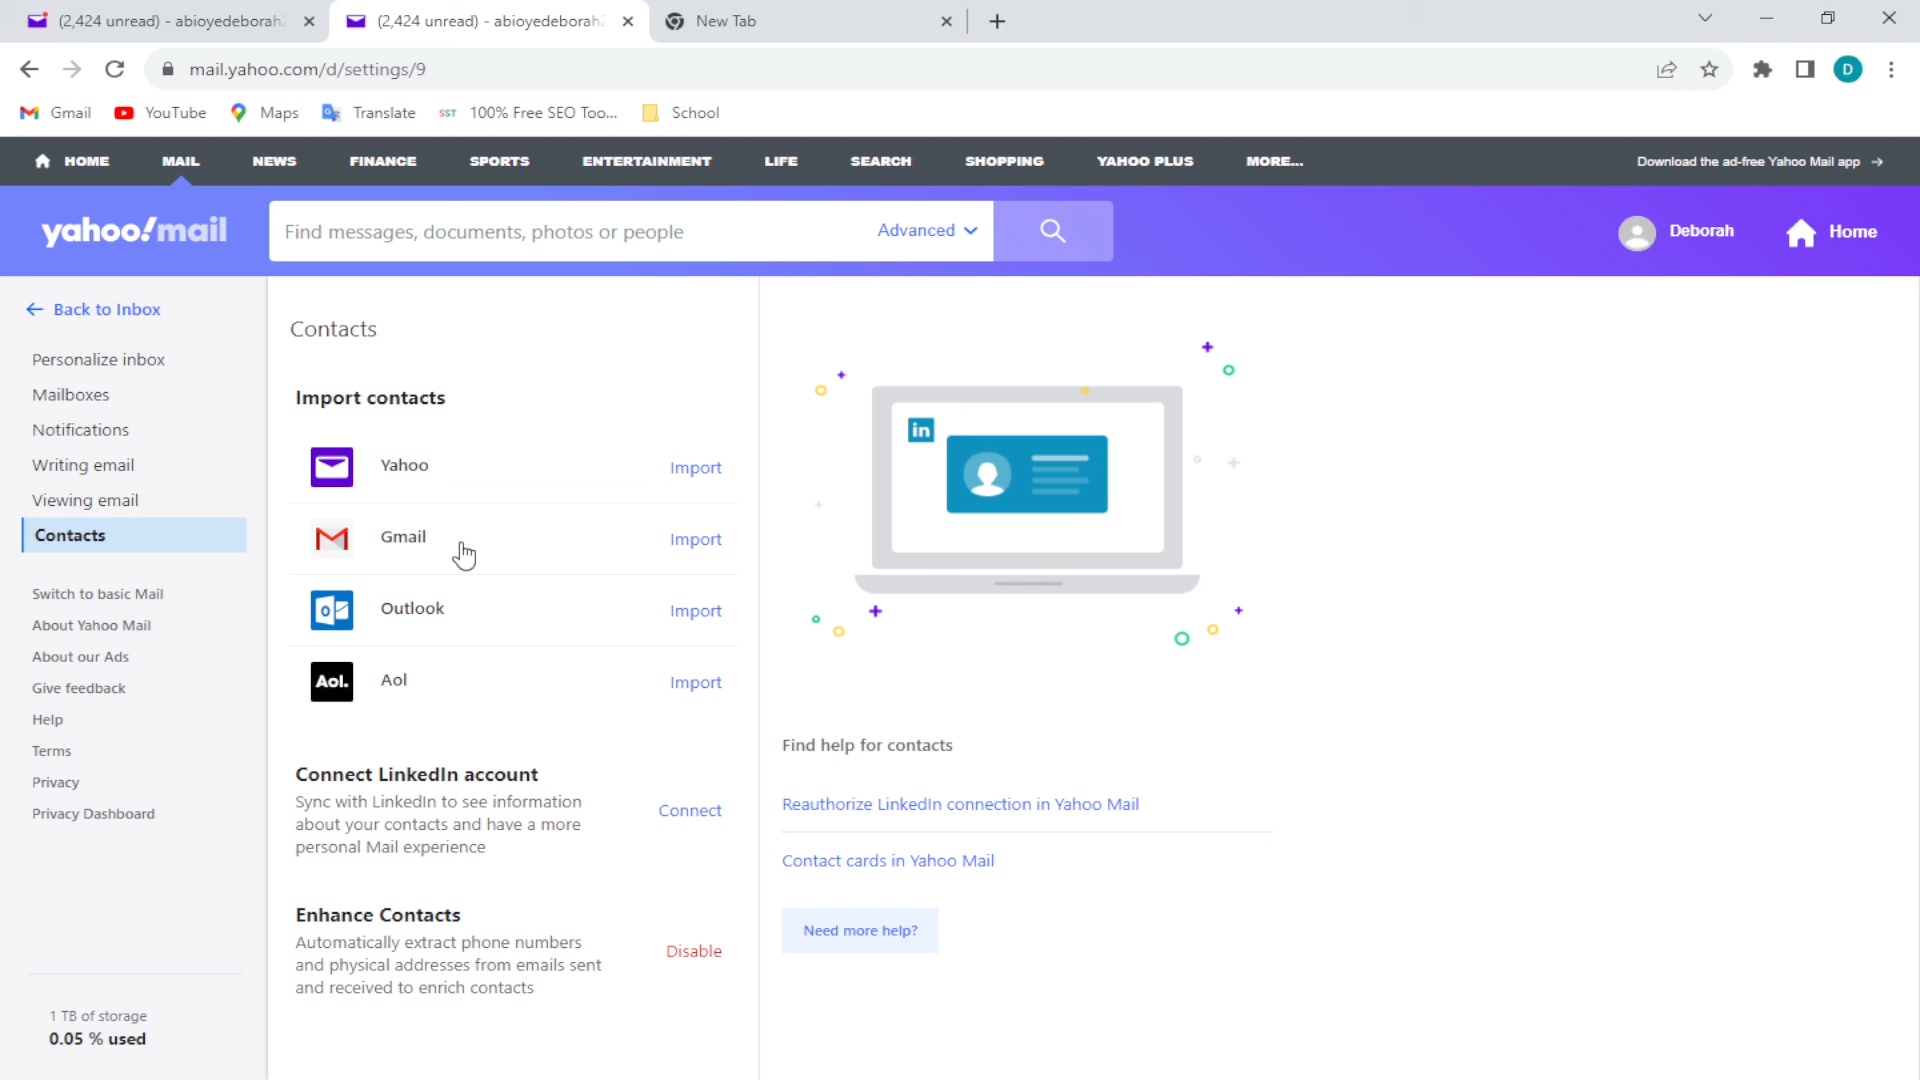 (2,424 unread) - abioyedeborah
(2,424 unread) - abioyedeborah
New Tab
mail.yahoo.com/d/settings/9
D
Gmail
YouTube
Maps
Translate
SST 100% Free SEO Too...
School
HOME
MAIL
NEWS
FINANCE
SPORTS
ENTERTAINMENT
LIFE
SEARCH
SHOPPING
YAHOO PLUS
MORE...
Download the ad-free Yahoo Mail app →
yahoo!mail
Find messages, documents, photos or people
Advanced
Deborah
Home
Back to Inbox
Personalize inbox
Mailboxes
Notifications
Writing email
Viewing email
Contacts
Switch to basic Mail
About Yahoo Mail
About our Ads
Give feedback
Help
Terms
Privacy
Privacy Dashboard
1 TB of storage
0.05 % used
Contacts
Import contacts
Yahoo
Import
Gmail
Import
Outlook
Import
Aol.
Aol
Import
Connect LinkedIn account
Sync with LinkedIn to see information
about your contacts and have a more
personal Mail experience
Connect
Enhance Contacts
Automatically extract phone numbers
and physical addresses from emails sent
and received to enrich contacts
Disable
in
Find help for contacts
Reauthorize LinkedIn connection in Yahoo Mail
Contact cards in Yahoo Mail
Need more help?